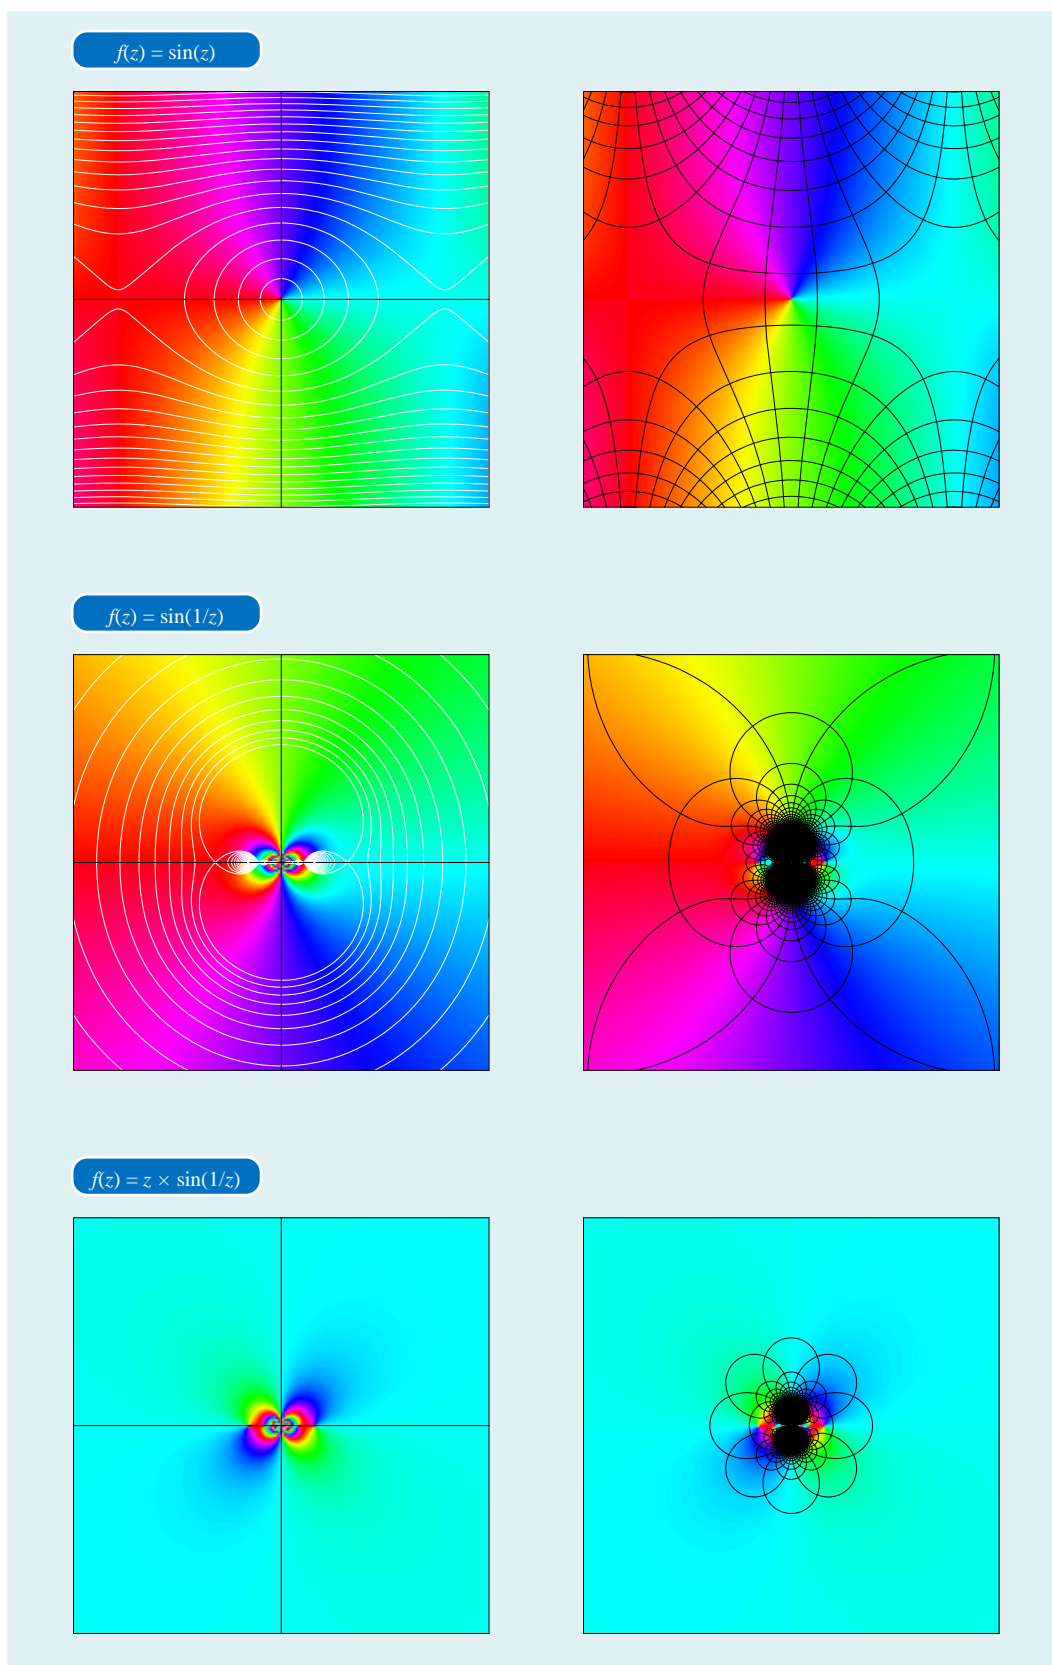 f(z) = sin(z)
f(z) = sin(1/z)
f(z) = z × sin(1/z)